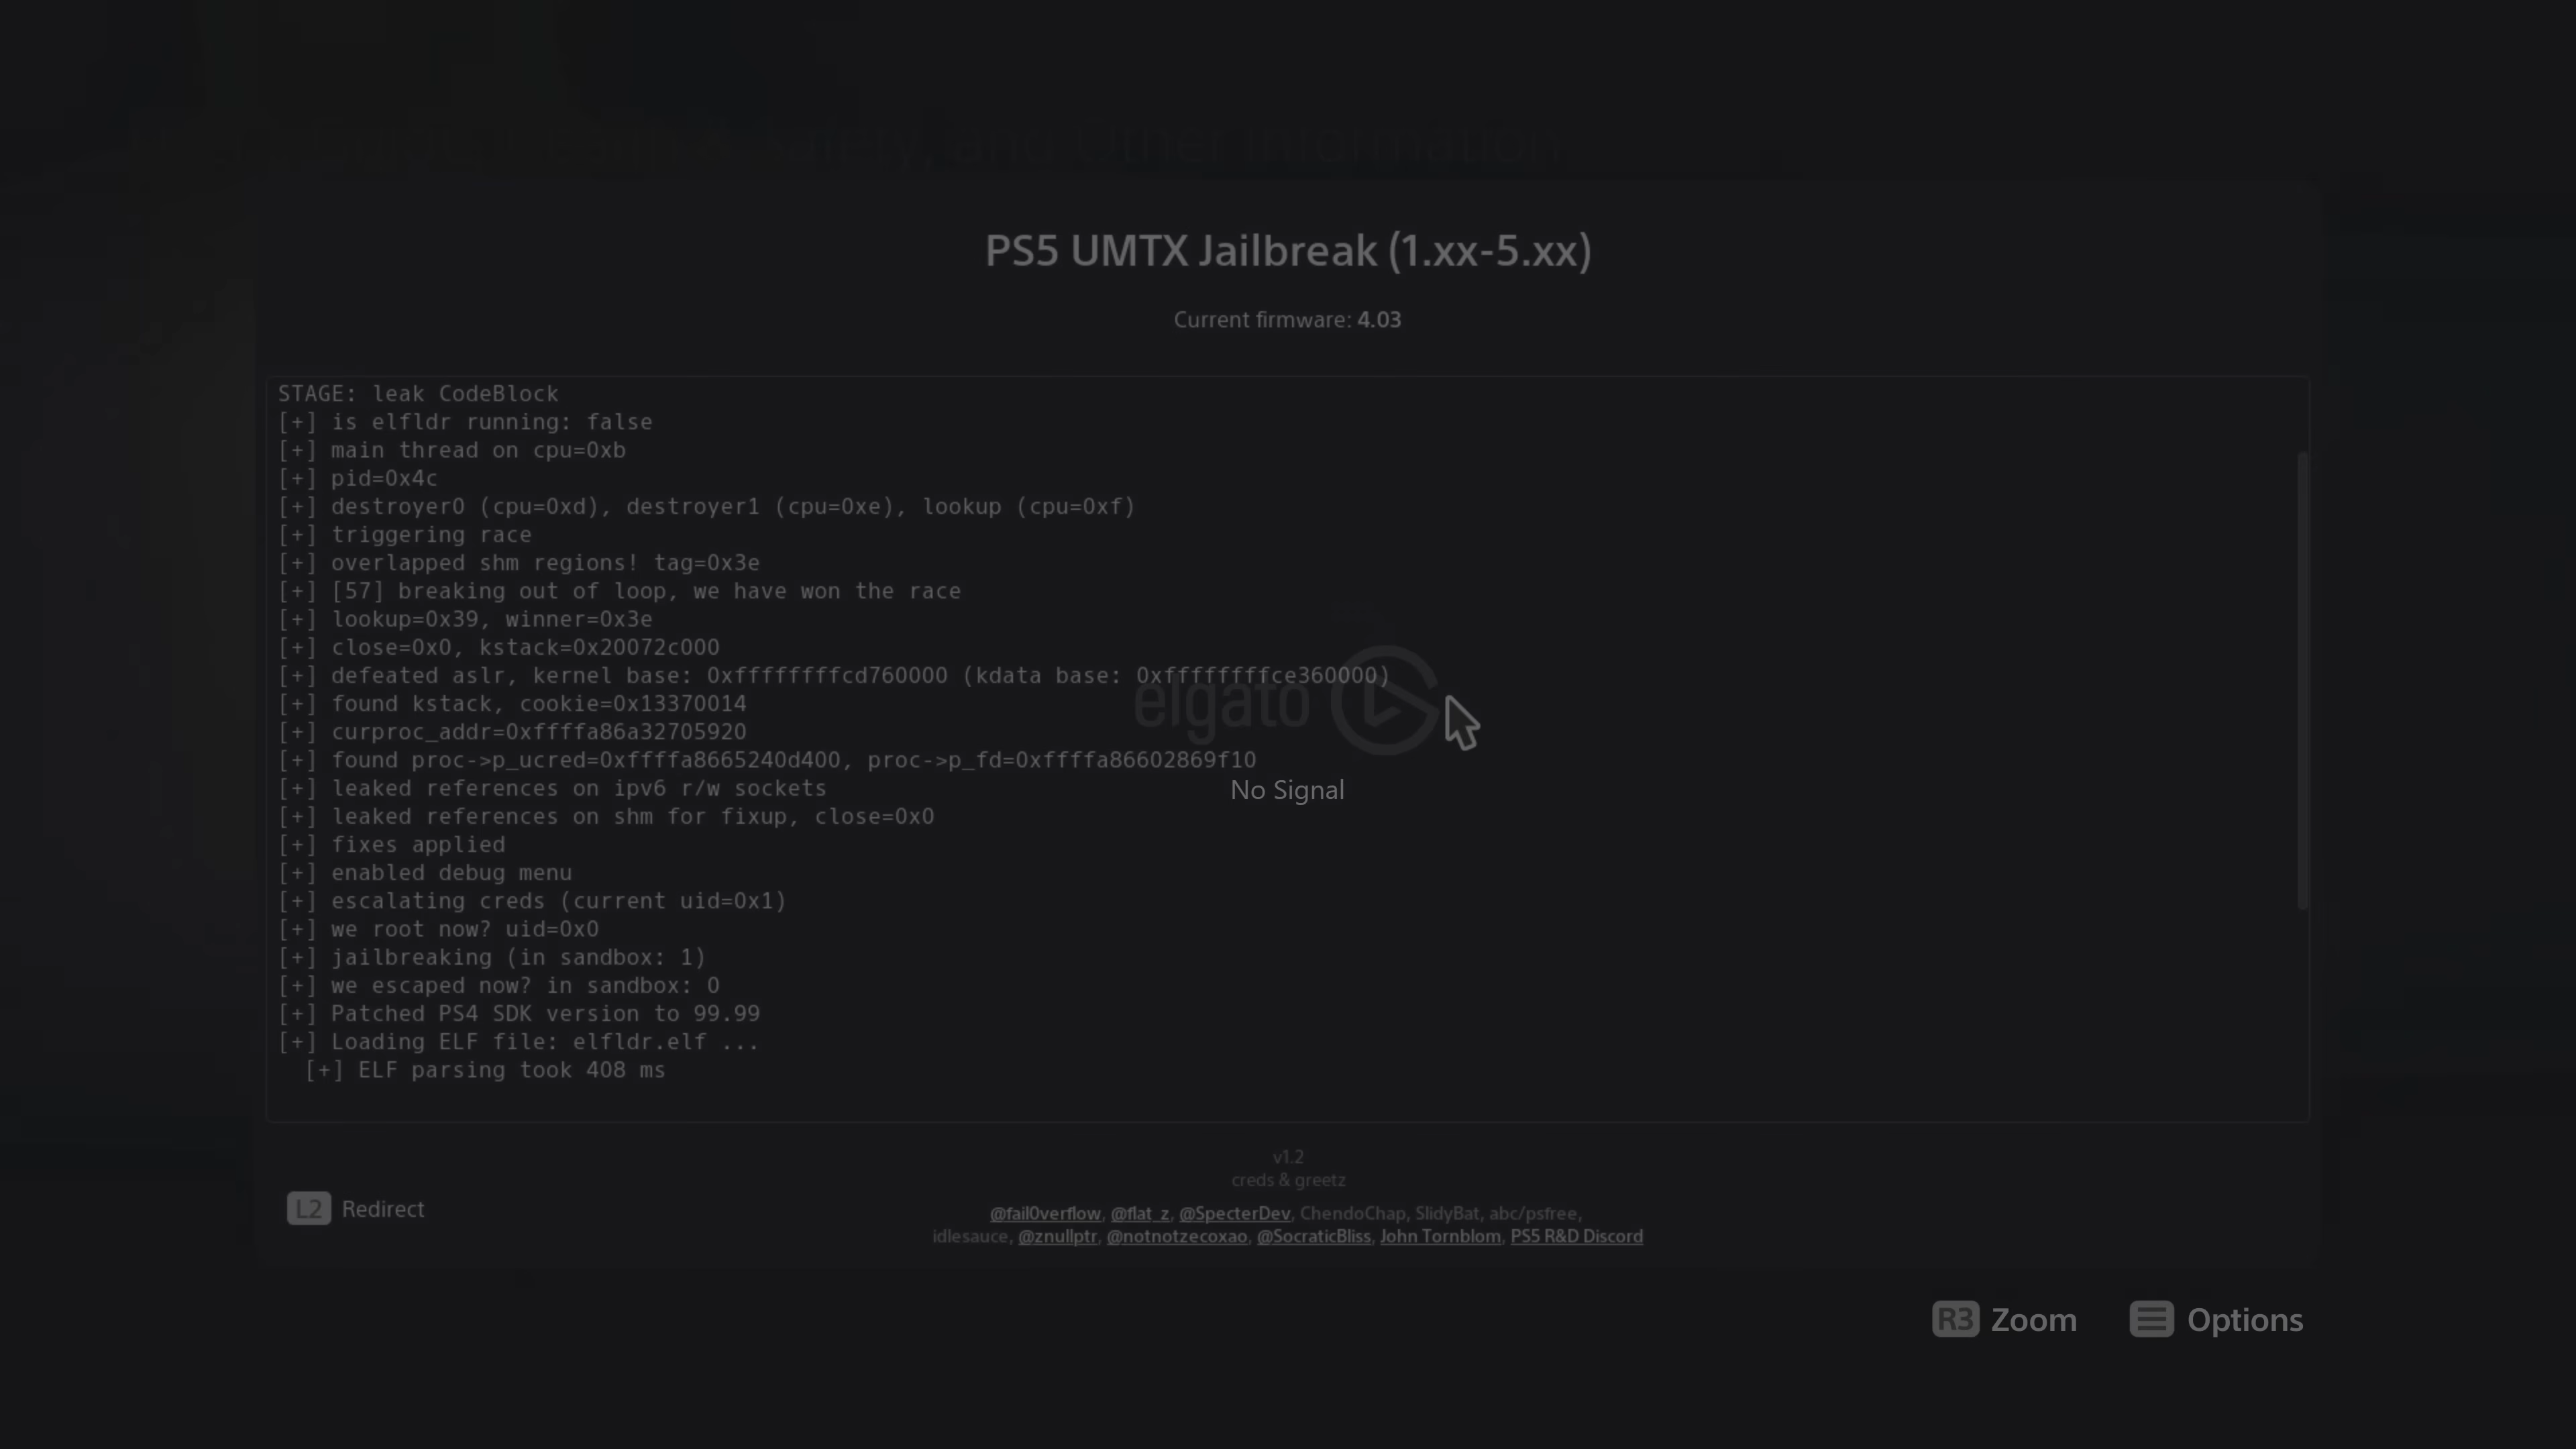 Safety, and Other Information
PS5 UMTX Jailbreak (1.xx-5.xx)
Current firmware: 4.03
STAGE: leak CodeBlock
[+] is elfldr running: false
[+] main thread on cpu=0xb
[+] pid=0x4c
[+] destroyer0 (cpu=0xd), destroyer1 (cpu=0xe), lookup (cpu=0xf)
[+] triggering race
[+] overlapped shm regions! tag=0x3e
[+] [57] breaking out of loop, we have won the race
[+] lookup=0x39, winner=0x3e
[+] close=0x0, kstack=0x20072c000
[+] defeated aslr, kernel base: 0xffffffffcd760000 (kdata base: 0xffffffffce360000)
elgato
[+] found kstack, cookie=0x13370014
[+] curproc_addr=0xffffa86a32705920
[+] found proc->p_ucred=0xffffa8665240d400, proc->p_fd=0xffffa86602869f10
[+] leaked references on ipv6 r/w sockets
No Signal
[+] leaked references on shm for fixup, close=0x0
[+] fixes applied
[+] enabled debug menu
[+] escalating creds (current uid=0x1)
[+] we root now? uid=0x0
[+] jailbreaking (in sandbox: 1)
[+] we escaped now? in sandbox: 0
[+] Patched PS4 SDK version to 99.99
[+] Loading ELF file: elfldr.elf ...
[+] ELF parsing took 408 ms
v1.2
creds & greetz
L2 Redirect
@fail0verflow, @flat_z, @SpecterDev, ChendoChap, SlidyBat, abc/psfree,
idlesauce, @znullptr, @notnotzecoxao, @SocraticBliss, John Tornblom, PS5 R&D Discord
R3 Zoom Options